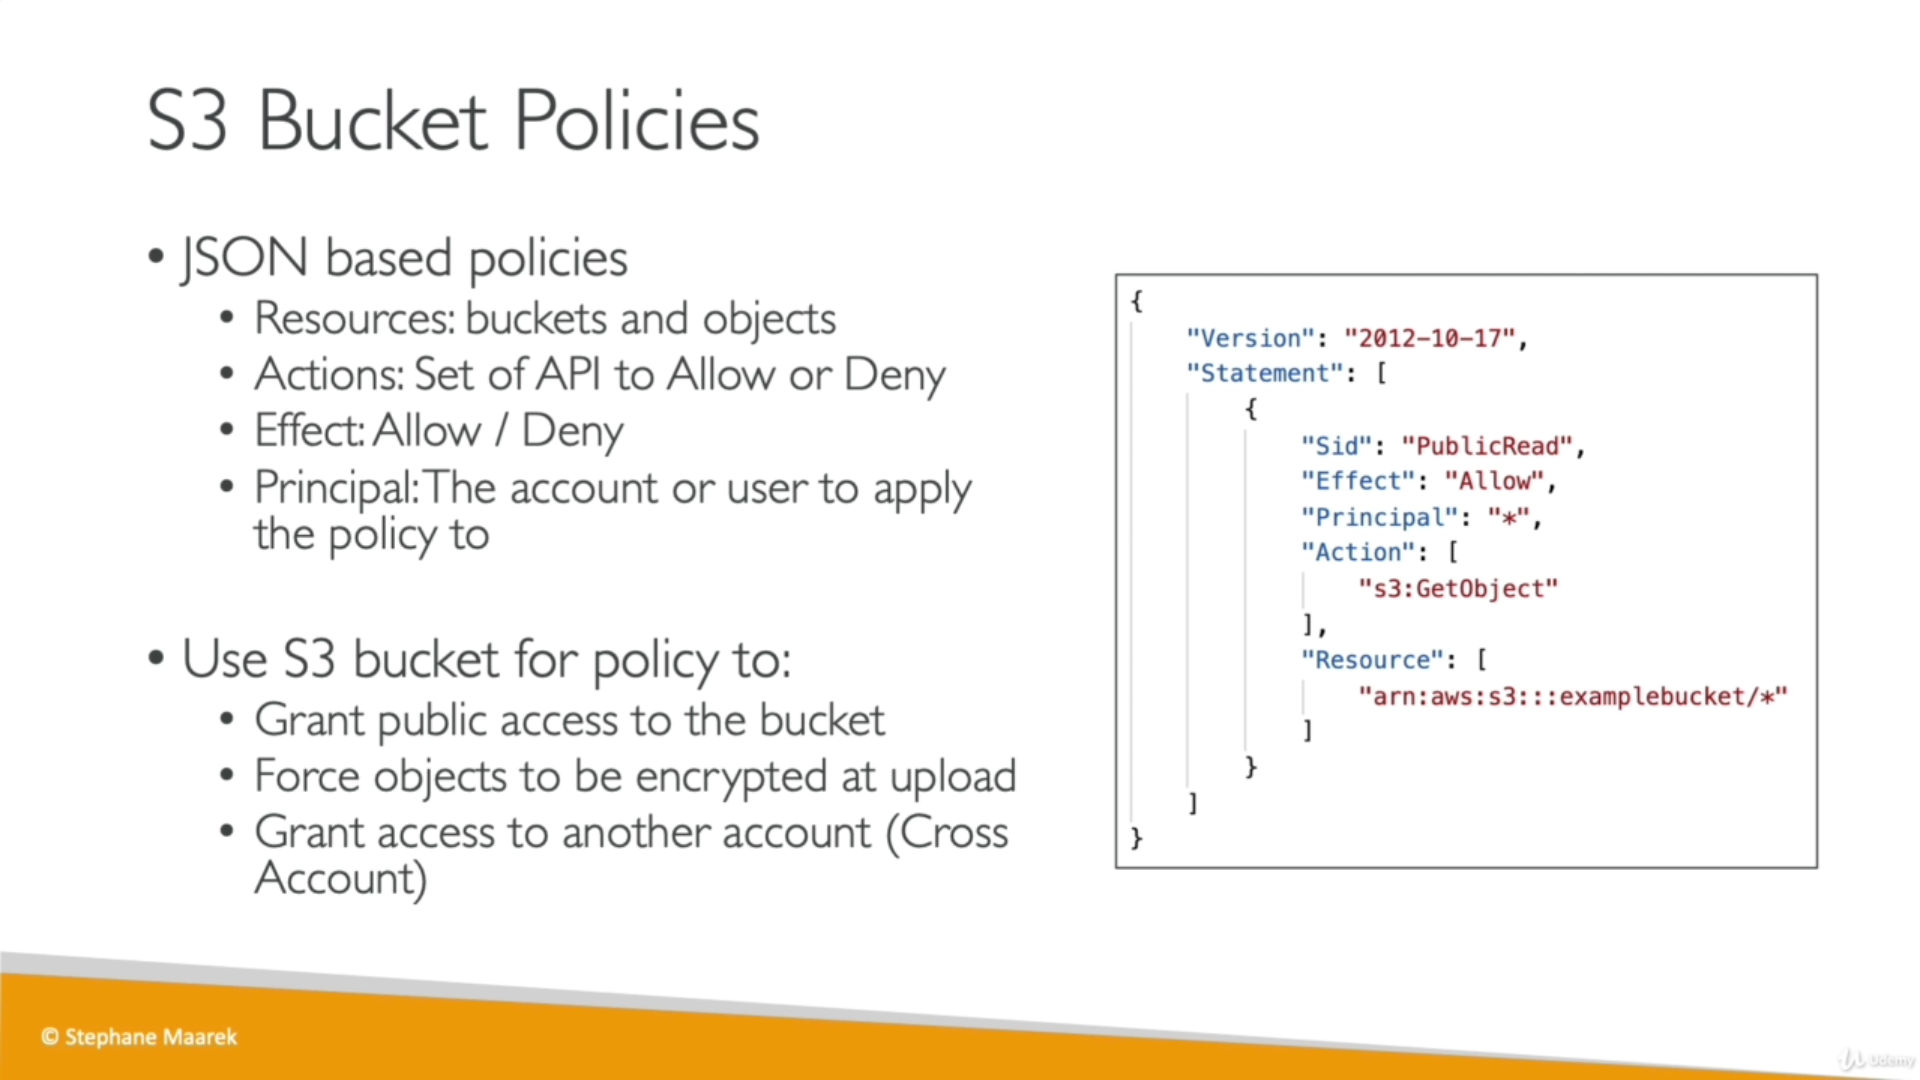 S3 Bucket Policies
• JSON based policies
• Resources: buckets and objects
• Actions: Set of API to Allow or Deny
• Effect: Allow / Deny
• Principal: The account or user to apply
the policy to
• Use S3 bucket for policy to:
• Grant public access to the bucket
• Force objects to be encrypted at upload
• Grant access to another account (Cross
Account)
{
"Version": "2012-10-17",
"Statement": [
{
"Sid": "PublicRead",
"Effect": "Allow",
"Principal": "*",
"Action": [
"s3:GetObject"
],
"Resource": [
"arn:aws:s3:::examplebucket/*"
]
}
]
}
© Stephane Maarek
Udemy